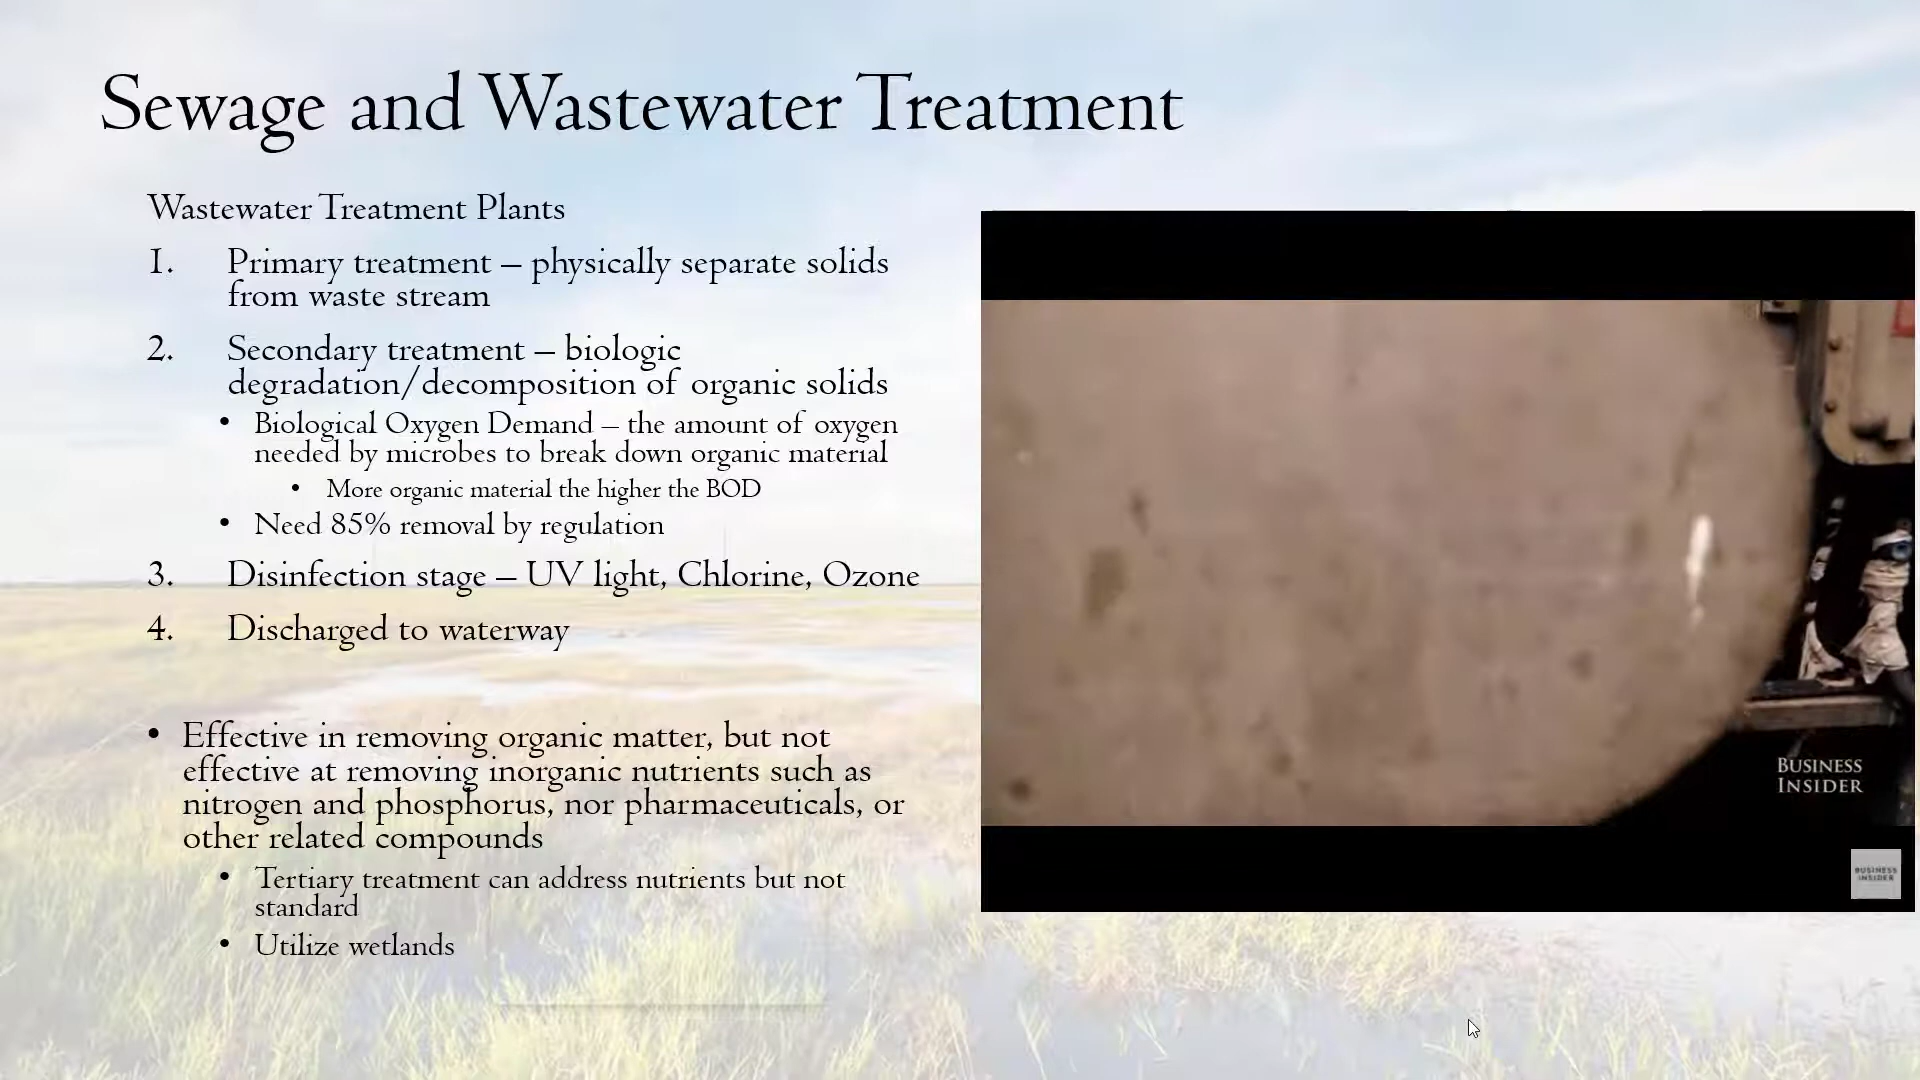 Sewage and Wastewater Treatment
Wastewater Treatment Plants
1. Primary treatment – physically separate solids
from waste stream
2. Secondary treatment – biologic
degradation/decomposition of organic solids
• Biological Oxygen Demand – the amount of oxygen
needed by microbes to break down organic material
• More organic material the higher the BOD
• Need 85% removal by regulation
3. Disinfection stage – UV light, Chlorine, Ozone
4. Discharged to waterway
• Effective in removing organic matter, but not
effective at removing inorganic nutrients such as
nitrogen and phosphorus, nor pharmaceuticals, or
other related compounds
• Tertiary treatment can address nutrients but not
standard
• Utilize wetlands
BUSINESS
INSIDER
BUSINESS
INSIDER